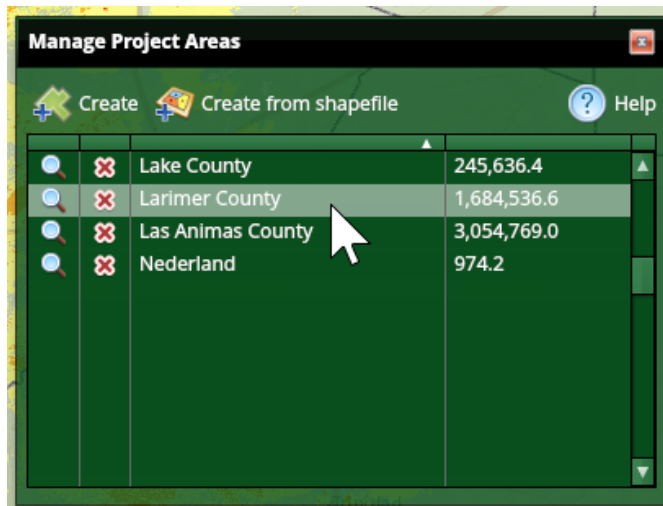 Manage Project Areas
Create Create from shapefile ? Help
Lake County 245,636.4
Larimer County 1,684,536.6
Las Animas County 3,054,769.0
Nederland 974.2